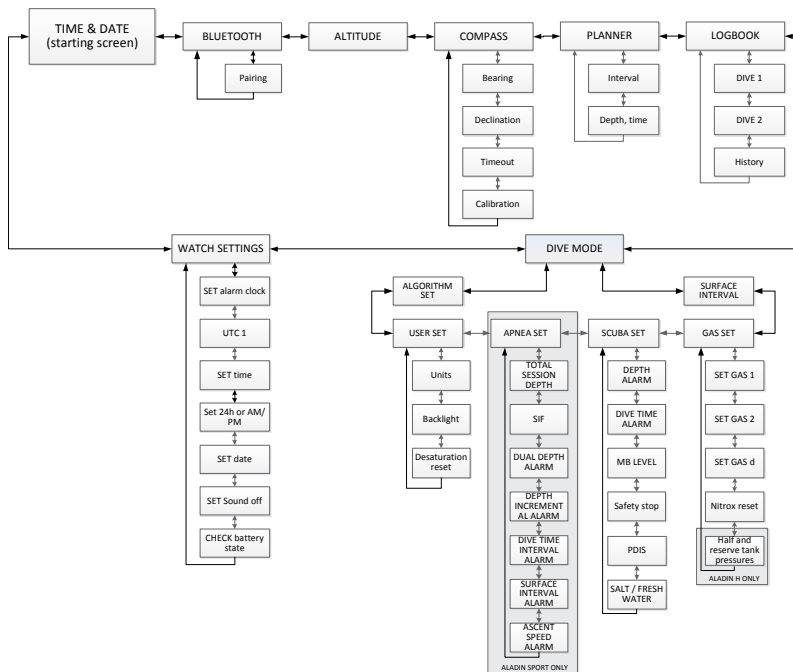 TIME & DATE
(starting screen)
BLUETOOTH
ALTITUDE
COMPASS
PLANNER
LOGBOOK
Pairing
Bearing
Declination
Timeout
Calibration
Interval
Depth, time
DIVE 1
DIVE 2
History
WATCH SETTINGS
DIVE MODE
SET alarm clock
UTC 1
SET time
Set 24h or AM/
PM
SET date
SET Sound off
CHECK battery
state
ALGORITHM
SET
SURFACE
INTERVAL
USER SET
APNEA SET
SCUBA SET
GAS SET
Units
Backlight
Desaturation
reset
TOTAL
SESSION
DEPTH
SIF
DUAL DEPTH
ALARM
DEPTH
INCREMENT
AL ALARM
DIVE TIME
INTERVAL
ALARM
SURFACE
INTERVAL
ALARM
ASCENT
SPEED
ALARM
ALADIN SPORT ONLY
DEPTH
ALARM
DIVE TIME
ALARM
MB LEVEL
Safety stop
PDIS
SALT / FRESH
WATER
SET GAS 1
SET GAS 2
SET GAS d
Nitrox reset
Half and
reserve tank
pressures
ALADIN H ONLY